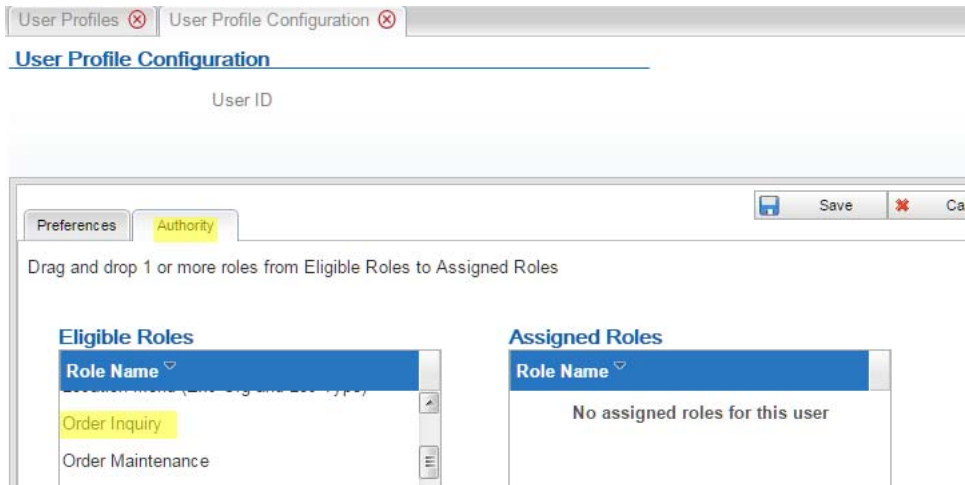 User Profiles
User Profile Configuration
User Profile Configuration
User ID
Save
Ca
Preferences
Authority
Drag and drop 1 or more roles from Eligible Roles to Assigned Roles
Eligible Roles
Assigned Roles
Role Name
Role Name
No assigned roles for this user
Order Inquiry
Order Maintenance